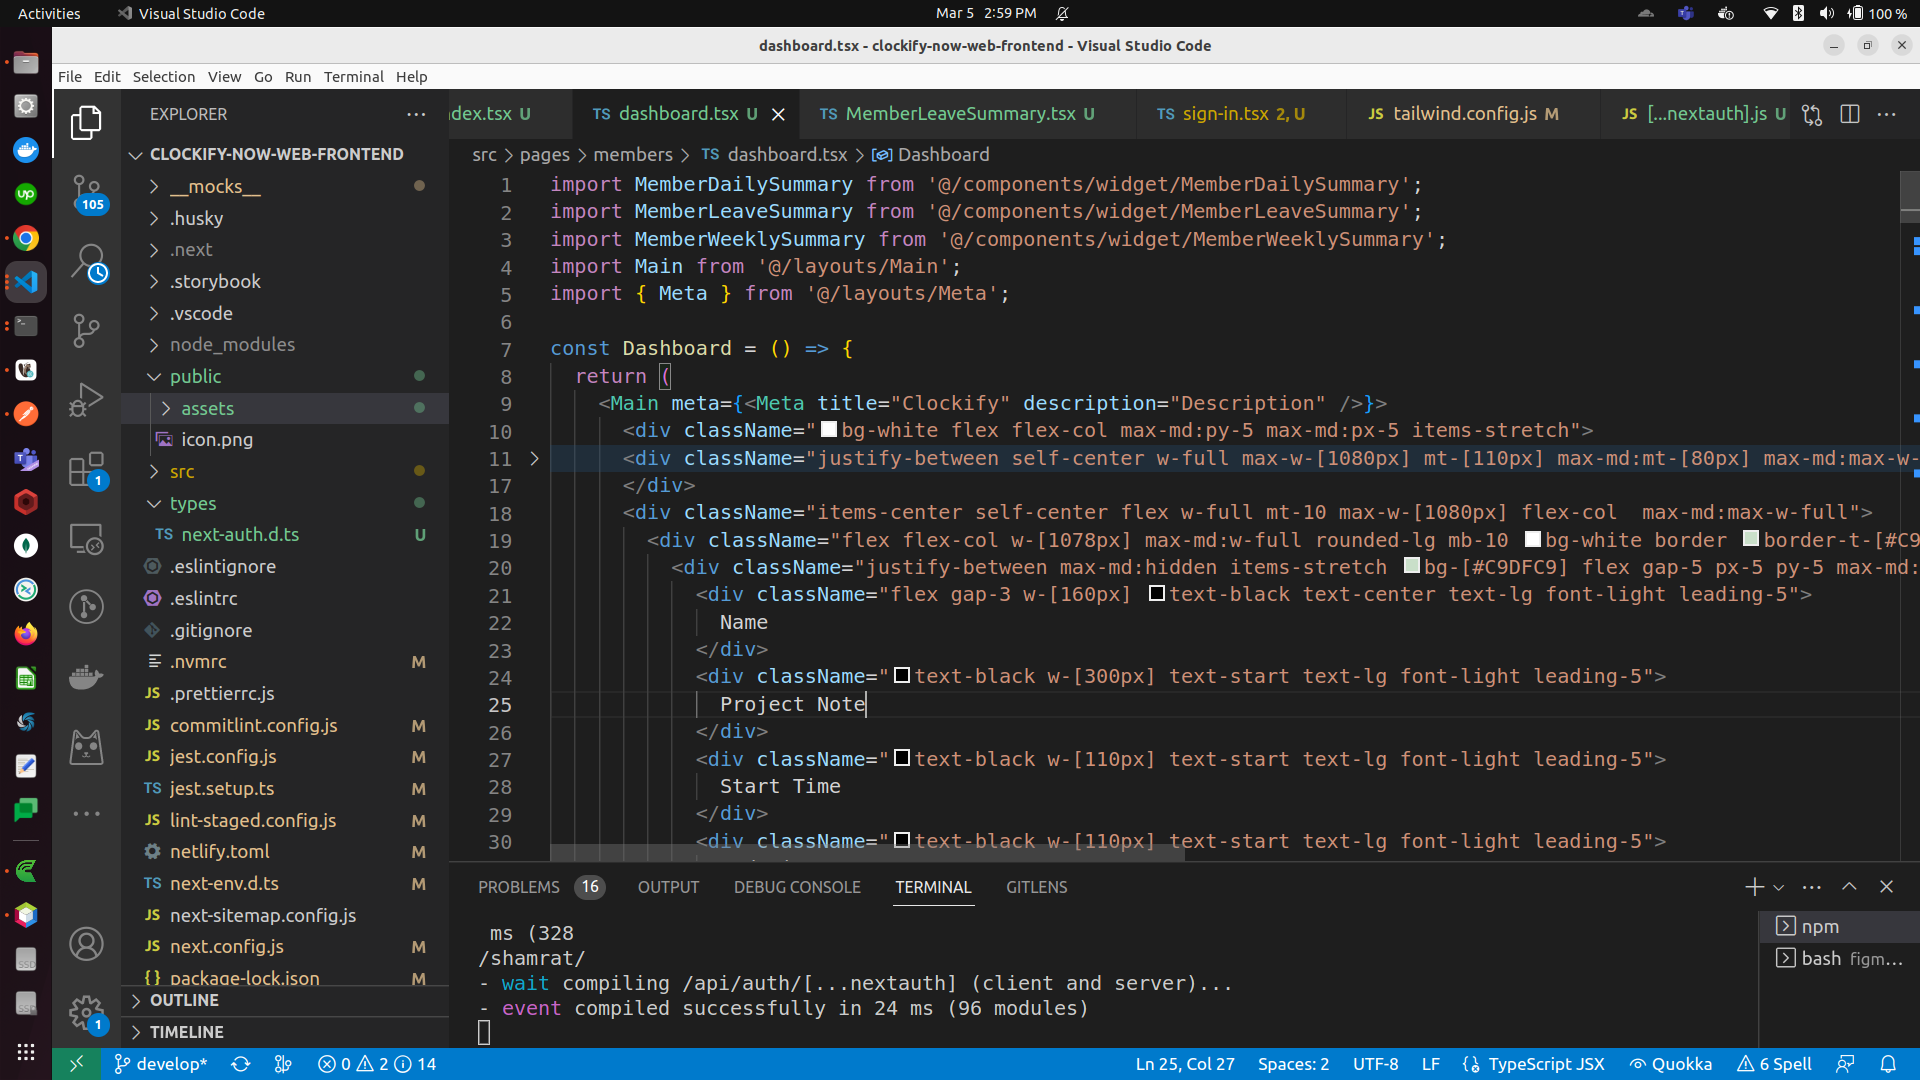 Activities
Visual Studio Code
Mar 5 2:59 PM
100 %
dashboard.tsx - clockify-now-web-frontend - Visual Studio Code
File Edit Selection View Go Run Terminal Help
EXPLORER
CLOCKIFY-NOW-WEB-FRONTEND
__mocks__
.husky
.next
.storybook
.vscode
node_modules
public
assets
icon.png
src
types
TS next-auth.d.ts U
.eslintignore
.eslintrc
.gitignore
.nvmrc M
JS .prettierrc.js
JS commitlint.config.js M
JS jest.config.js M
TS jest.setup.ts M
JS lint-staged.config.js M
netlify.toml M
TS next-env.d.ts M
JS next-sitemap.config.js
JS next.config.js M
{} package-lock.json M
OUTLINE
TIMELINE
105
1
1
dex.tsx U
TS dashboard.tsx U
TS MemberLeaveSummary.tsx U
TS sign-in.tsx 2, U
JS tailwind.config.js M
JS [...nextauth].js U
src > pages > members > TS dashboard.tsx > Dashboard
1 import MemberDailySummary from '@/components/widget/MemberDailySummary';
2 import MemberLeaveSummary from '@/components/widget/MemberLeaveSummary';
3 import MemberWeeklySummary from '@/components/widget/MemberWeeklySummary';
4 import Main from '@/layouts/Main';
5 import { Meta } from '@/layouts/Meta';
6
7 const Dashboard = () => {
8 return (
9 <Main meta={<Meta title="Clockify" description="Description" />}>
10 <div className="bg-white flex flex-col max-md:py-5 max-md:px-5 items-stretch">
11 <div className="justify-between self-center w-full max-w-[1080px] mt-[110px] max-md:mt-[80px] max-md:max-w-
17 </div>
18 <div className="items-center self-center flex w-full mt-10 max-w-[1080px] flex-col  max-md:max-w-full">
19 <div className="flex flex-col w-[1078px] max-md:w-full rounded-lg mb-10 bg-white border border-t-[#C9
20 <div className="justify-between max-md:hidden items-stretch bg-[#C9DFC9] flex gap-5 px-5 py-5 max-md:
21 <div className="flex gap-3 w-[160px] text-black text-center text-lg font-light leading-5">
22 Name
23 </div>
24 <div className="text-black w-[300px] text-start text-lg font-light leading-5">
25 Project Note
26 </div>
27 <div className="text-black w-[110px] text-start text-lg font-light leading-5">
28 Start Time
29 </div>
30 <div className="text-black w-[110px] text-start text-lg font-light leading-5">
PROBLEMS 16 OUTPUT DEBUG CONSOLE TERMINAL GITLENS
ms (328
/shamrat/
- wait compiling /api/auth/[...nextauth] (client and server)...
- event compiled successfully in 24 ms (96 modules)
npm
bash figm...
develop*
0 2 14
Ln 25, Col 27
Spaces: 2
UTF-8
LF
{} TypeScript JSX
Quokka
6 Spell